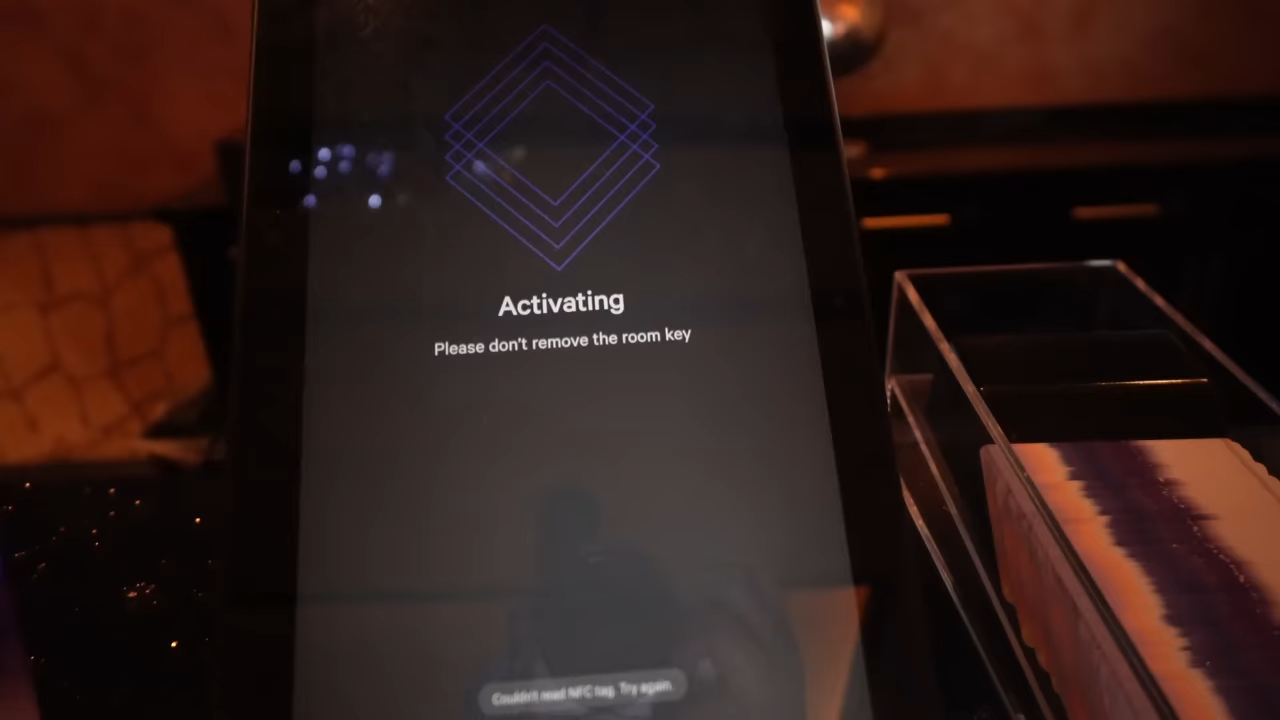 Activating
Please don't remove the room key
Couldn't read NFC tag. Try again.